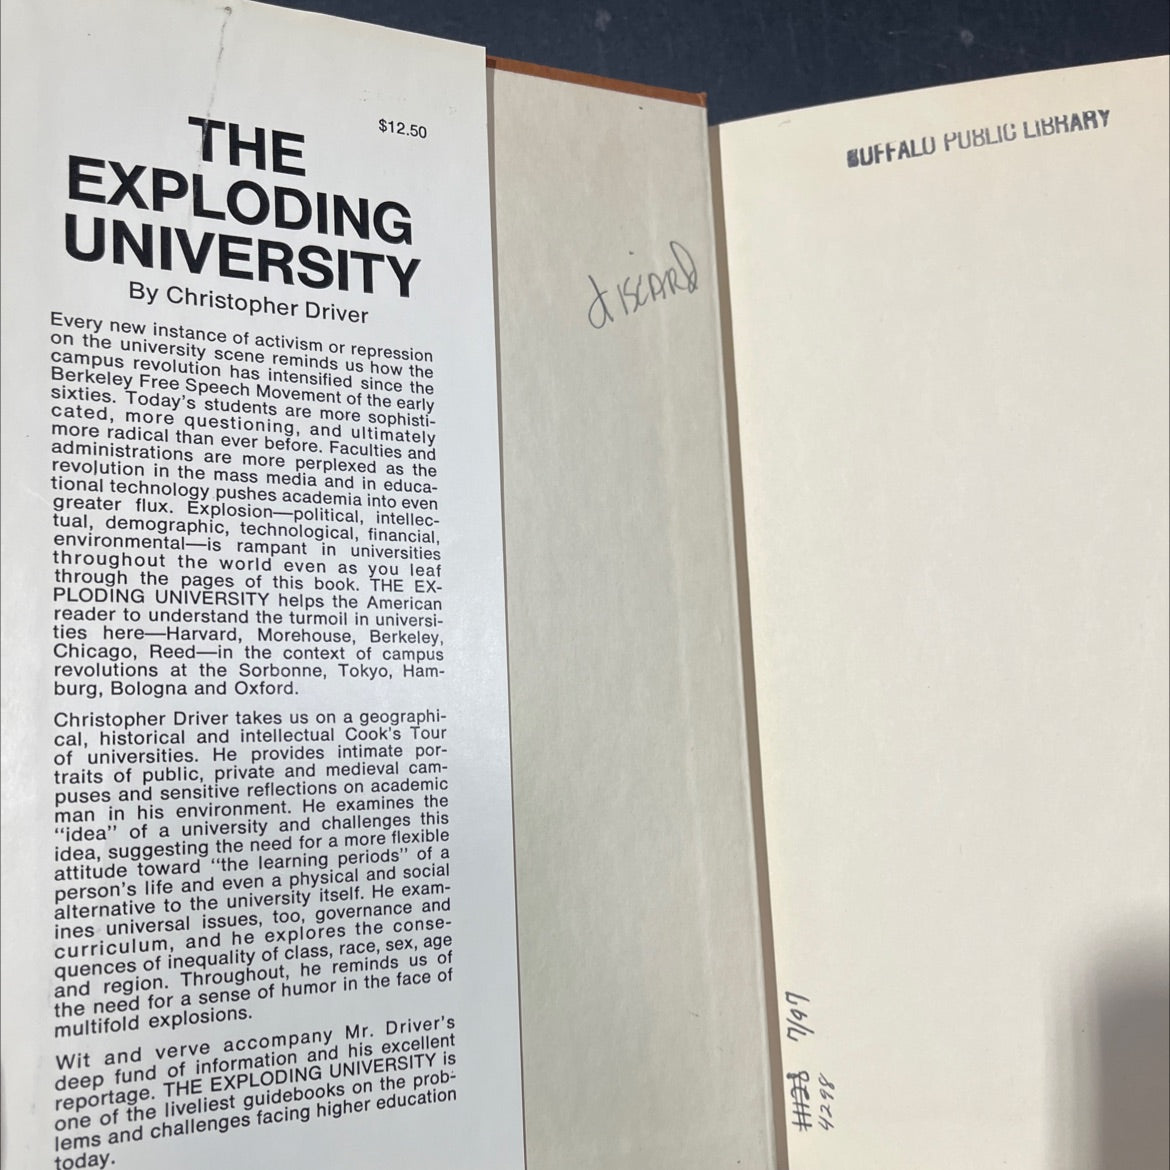 $12.50
THE
EXPLODING
UNIVERSITY
By Christopher Driver
Every new instance of activism or repression
on the university scene reminds us how the
campus revolution has intensified since the
Berkeley Free Speech Movement of the early
sixties. Today's students are more sophisti-
cated, more questioning, and ultimately
more radical than ever before. Faculties and
administrations are more perplexed as the
revolution in the mass media and in educa-
tional technology pushes academia into even
greater flux. Explosion—political, intellec-
tual, demographic, technological, financial,
environmental—is rampant in universities
throughout the world even as you leaf
through the pages of this book. THE EX-
PLODING UNIVERSITY helps the American
reader to understand the turmoil in universi-
ties here—Harvard, Morehouse, Berkeley,
Chicago, Reed—in the context of campus
revolutions at the Sorbonne, Tokyo, Ham-
burg, Bologna and Oxford.
Christopher Driver takes us on a geographi-
cal, historical and intellectual Cook's Tour
of universities. He provides intimate por-
traits of public, private and medieval cam-
puses and sensitive reflections on academic
man in his environment. He examines the
"idea" of a university and challenges this
idea, suggesting the need for a more flexible
attitude toward "the learning periods" of a
person's life and even a physical and social
alternative to the university itself. He exam-
ines universal issues, too, governance and
curriculum, and he explores the conse-
quences of inequality of class, race, sex, age
and region. Throughout, he reminds us of
the need for a sense of humor in the face of
multifold explosions.
Wit and verve accompany Mr. Driver's
deep fund of information and his excellent
reportage. THE EXPLODING UNIVERSITY is
one of the liveliest guidebooks on the prob-
lems and challenges facing higher education
today.
discard
BUFFALO PUBLIC LIBRARY